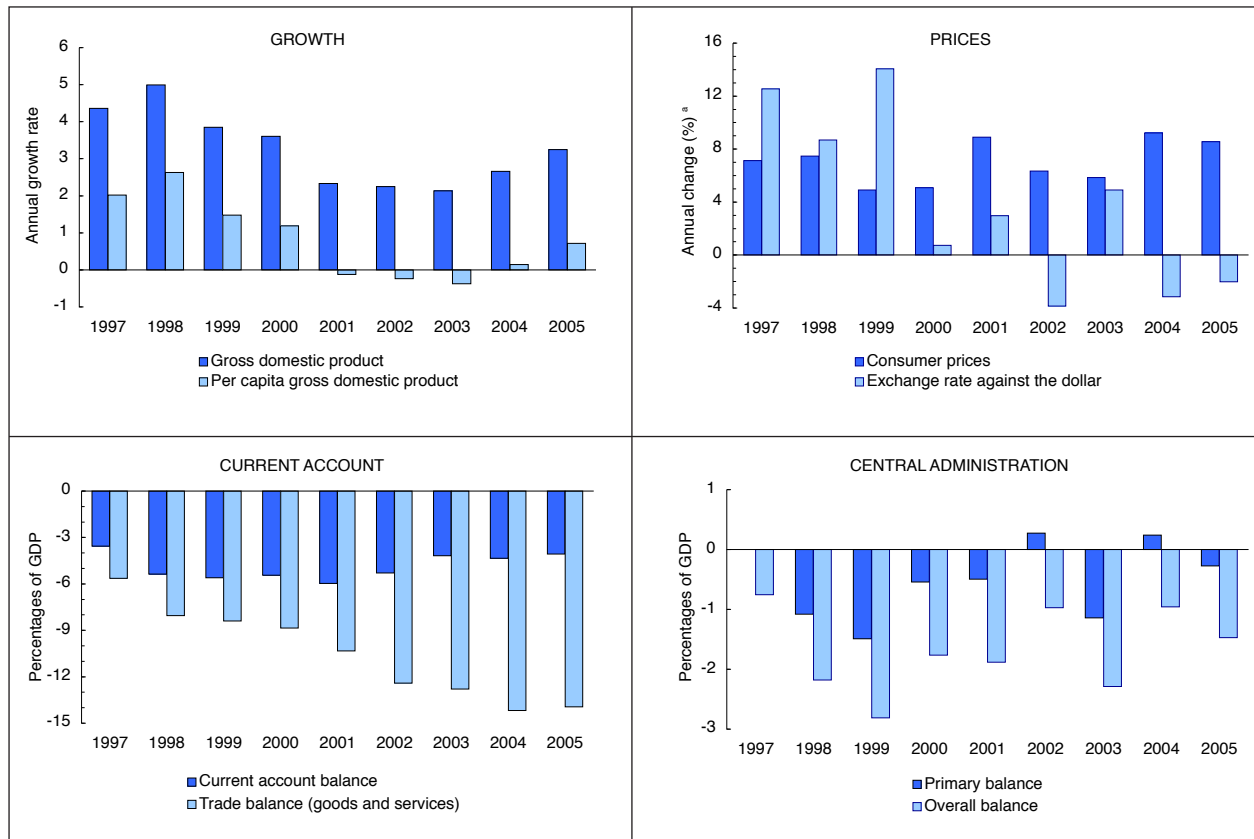 GROWTH
Annual growth rate
6
5
4
3
2
1
0
-1
1997 1998 1999 2000 2001 2002 2003 2004 2005
Gross domestic product
Per capita gross domestic product
PRICES
Annual change (%) a
16
12
8
4
0
-4
1997 1998 1999 2000 2001 2002 2003 2004 2005
Consumer prices
Exchange rate against the dollar
CURRENT ACCOUNT
Percentages of GDP
0
-3
-6
-9
-12
-15
1997 1998 1999 2000 2001 2002 2003 2004 2005
Current account balance
Trade balance (goods and services)
CENTRAL ADMINISTRATION
Percentages of GDP
1
0
-1
-2
-3
1997 1998 1999 2000 2001 2002 2003 2004 2005
Primary balance
Overall balance